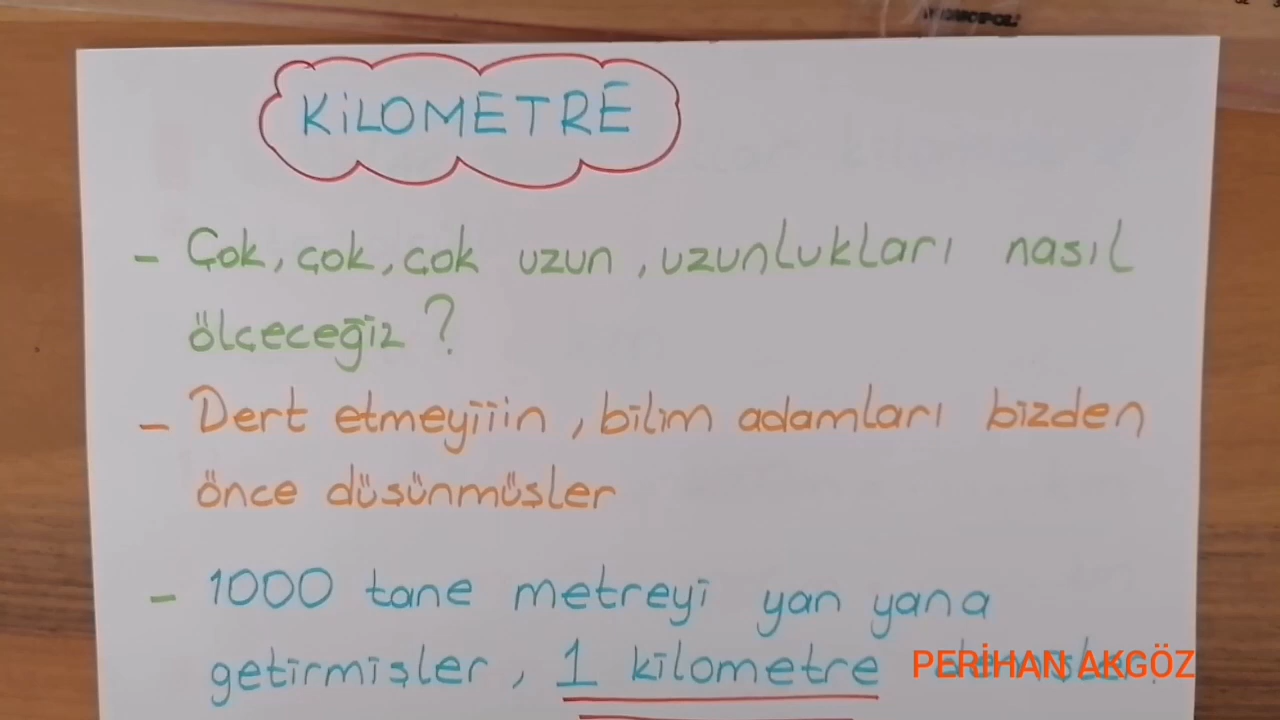 KİLOMETRE
- Çok, çok, çok uzun, uzunlukları nasıl
ölçeceğiz?
- Dert etmeyiiin, bilim adamları bizden
önce düşünmüşler
- 1000 tane metreyi yan yana
getirmişler, 1 kilometre
PERİHAN AKGÖZ